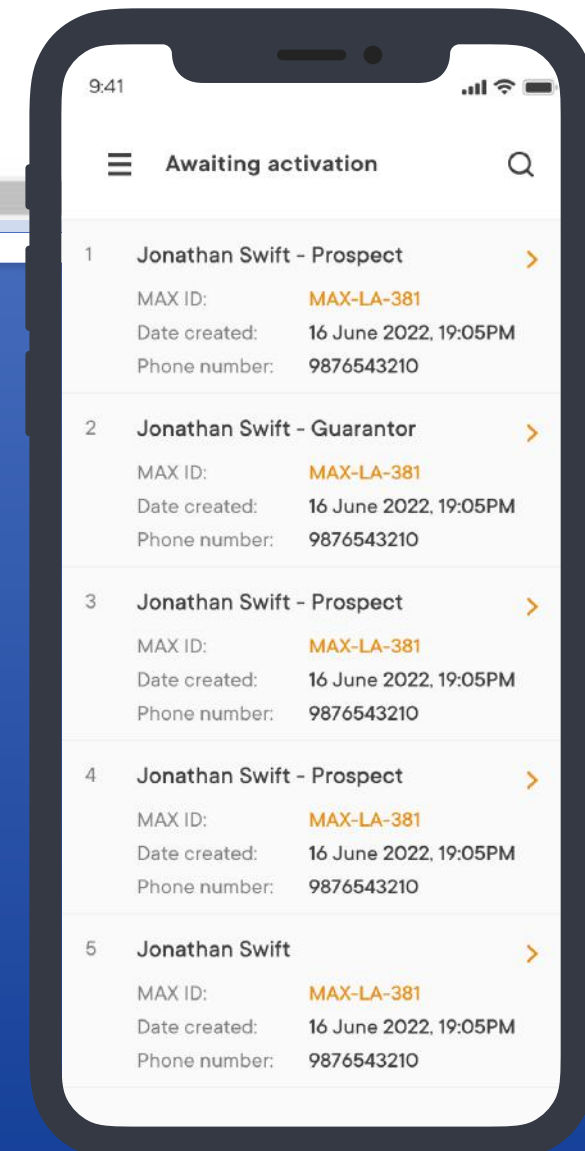 9:41
Awaiting activation
1 Jonathan Swift - Prospect
MAX ID: MAX-LA-381
Date created: 16 June 2022, 19:05PM
Phone number: 9876543210
2 Jonathan Swift - Guarantor
MAX ID: MAX-LA-381
Date created: 16 June 2022, 19:05PM
Phone number: 9876543210
3 Jonathan Swift - Prospect
MAX ID: MAX-LA-381
Date created: 16 June 2022, 19:05PM
Phone number: 9876543210
4 Jonathan Swift - Prospect
MAX ID: MAX-LA-381
Date created: 16 June 2022, 19:05PM
Phone number: 9876543210
5 Jonathan Swift
MAX ID: MAX-LA-381
Date created: 16 June 2022, 19:05PM
Phone number: 9876543210